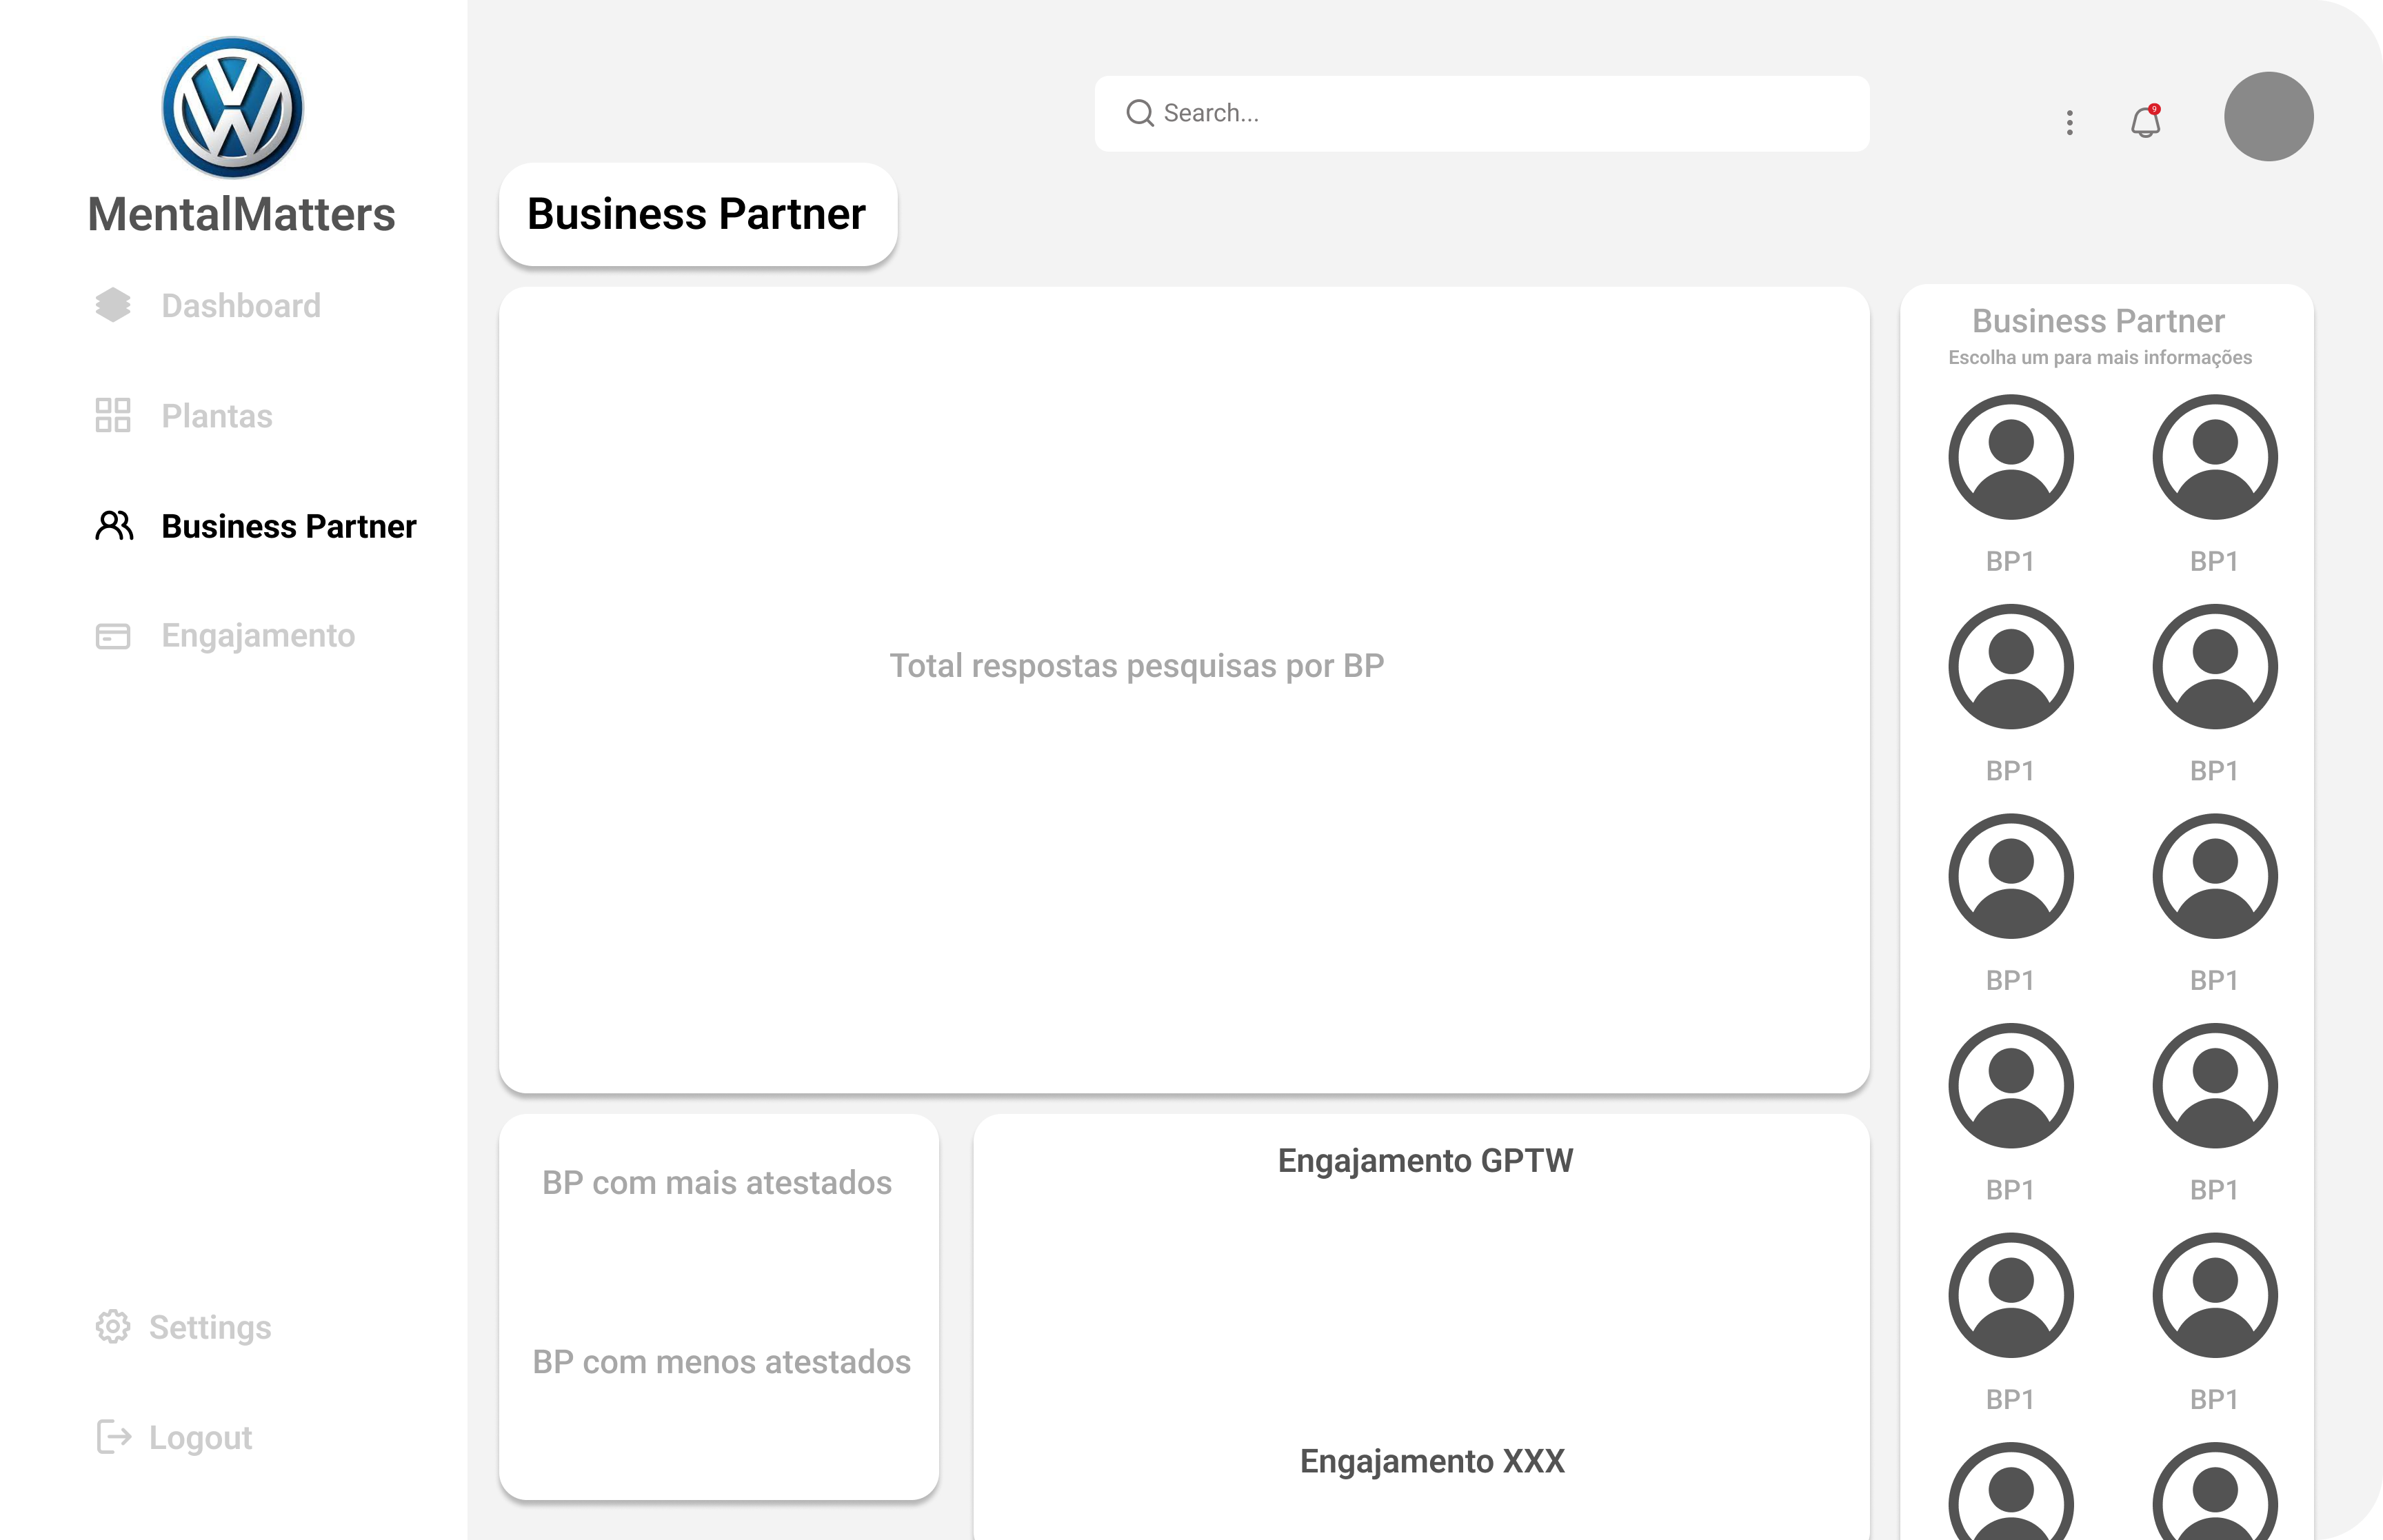 MentalMatters
Dashboard
Plantas
Business Partner
Engajamento
Settings
Logout
Search...
9
Business Partner
Total respostas pesquisas por BP
BP com mais atestados
BP com menos atestados
Engajamento GPTW
Engajamento XXX
Business Partner
Escolha um para mais informações
BP1 BP1
BP1 BP1
BP1 BP1
BP1 BP1
BP1 BP1